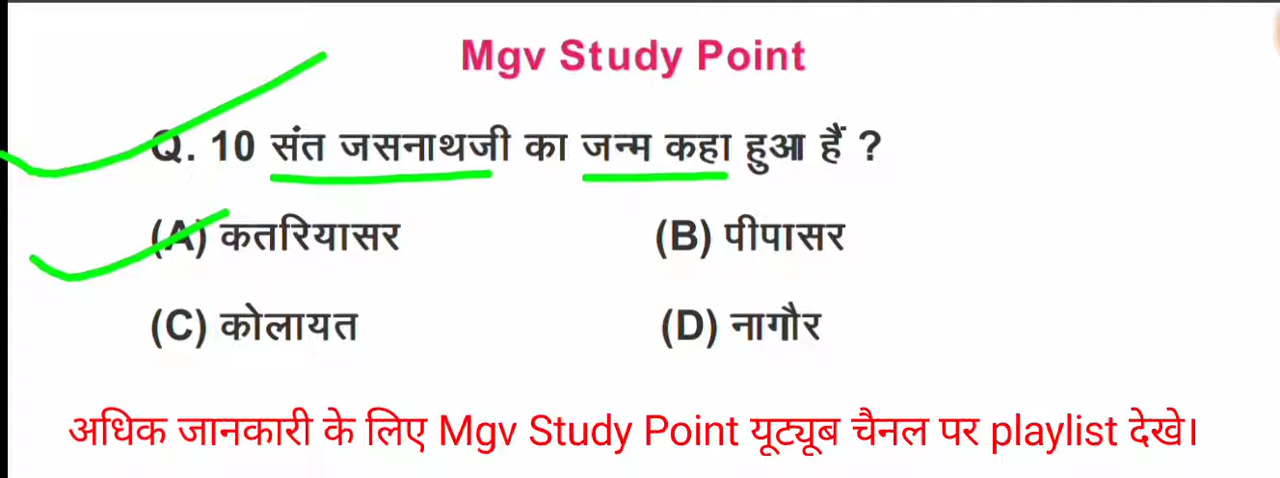 Mgv Study Point
Q. 10 संत जसनाथजी का जन्म कहा हुआ हैं ?
(A) कतरियासर (B) पीपासर
(C) कोलायत (D) नागौर
अधिक जानकारी के लिए Mgv Study Point यूट्यूब चैनल पर playlist देखे।